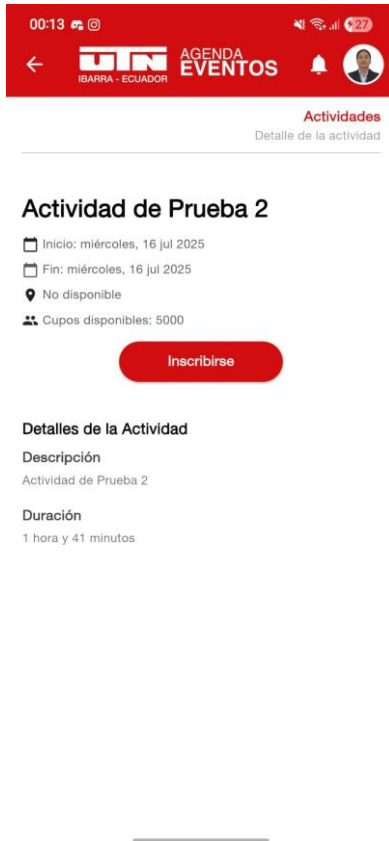 00:13
27
UTN
IBARRA - ECUADOR
AGENDA
EVENTOS
Actividades
Detalle de la actividad
Actividad de Prueba 2
Inicio: miércoles, 16 jul 2025
Fin: miércoles, 16 jul 2025
No disponible
Cupos disponibles: 5000
Inscribirse
Detalles de la Actividad
Descripción
Actividad de Prueba 2
Duración
1 hora y 41 minutos